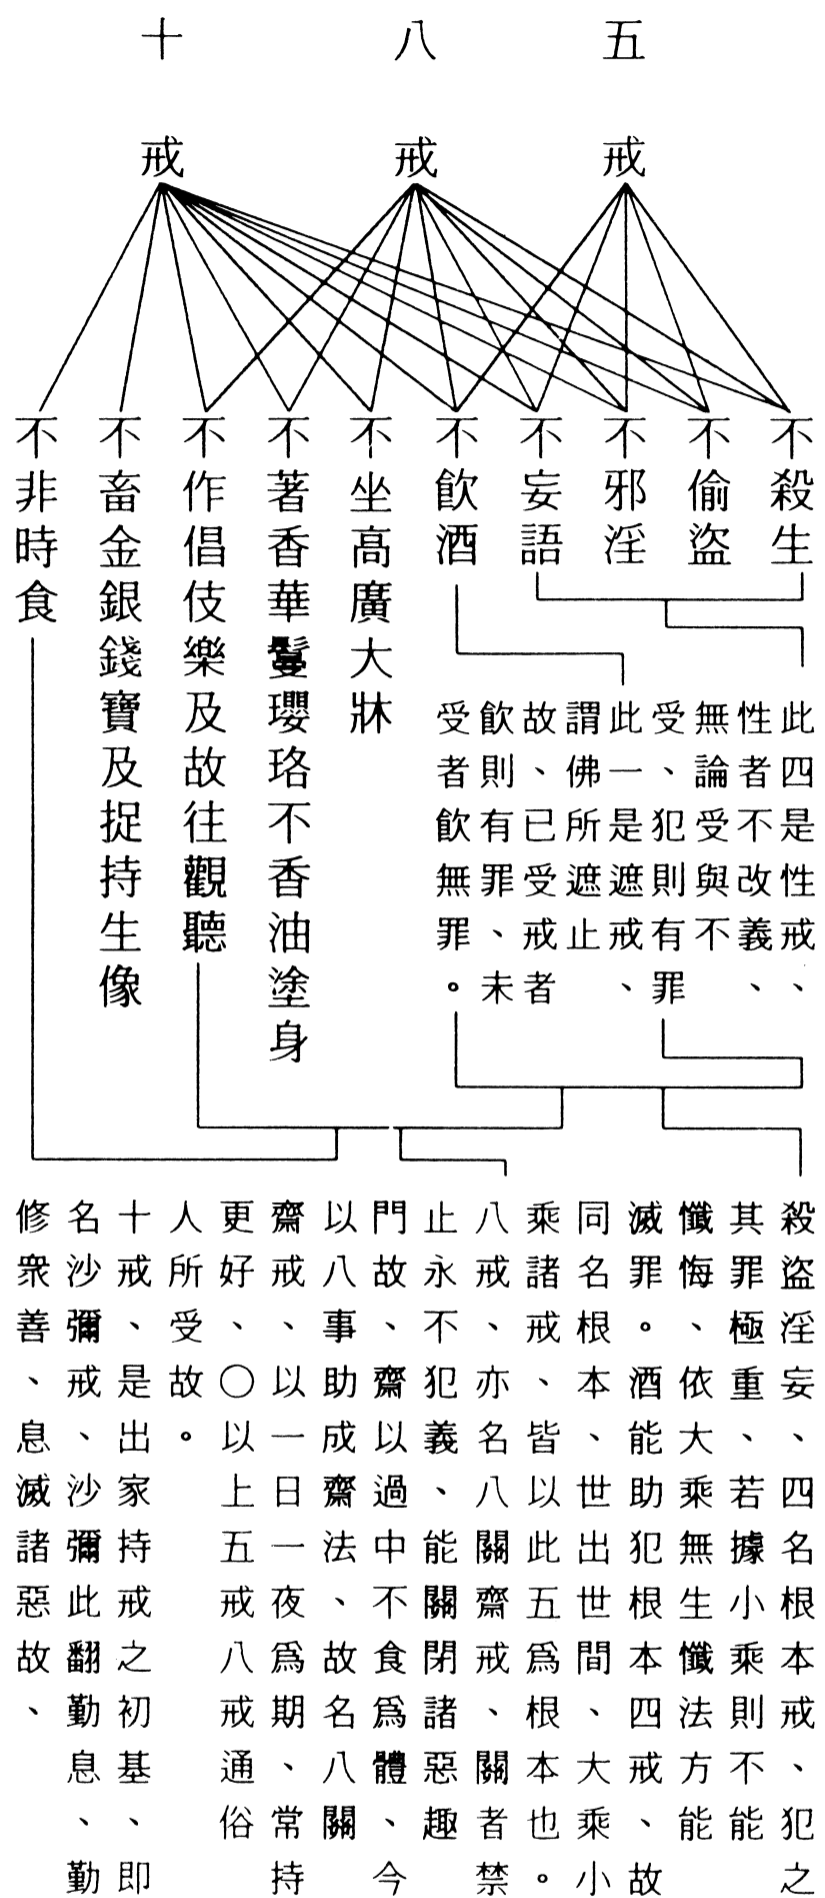 五戒
八戒
十戒
不殺生
不偷盜
不邪淫
不妄語
不飲酒
不坐高廣大牀
不著香華鬘瓔珞不香油塗身
不作倡伎樂及故往觀聽
不畜金銀錢寶及捉持生像
不非時食
此四是性戒、
性者不改義、
無論受與不
受、犯則有罪
此一是遮戒、
謂佛所遮止
故、已受戒者
飲則有罪、未
受者飲無罪。
殺盜淫妄、四名根本戒、犯之
其罪極重、若據小乘則不能
懺悔、依大乘無生懺法方能
滅罪。酒能助犯根本四戒、故
同名根本、世出世間、大乘小
乘諸戒、皆以此五為根本也。
八戒、亦名八關齋戒、關者禁
止永不犯義、能關閉諸惡趣
門故、齋以過中不食為體、今
以八事助成齋法、故名八關
齋戒、以一日一夜為期、常持
更好、〇以上五戒八戒通俗
人所受故。
十戒、是出家持戒之初基、即
名沙彌戒、沙彌此翻勤息、勤
修衆善、息滅諸惡故、